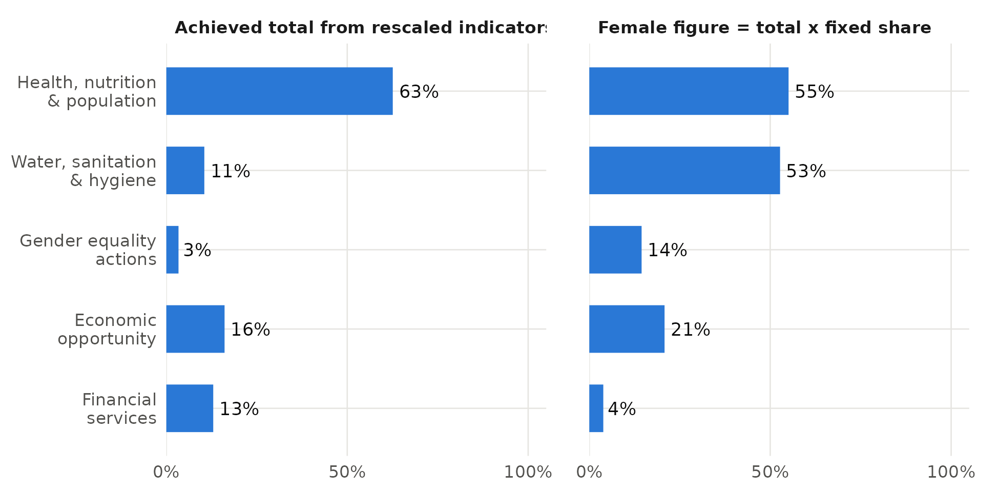 Achieved total from rescaled indicators
Female figure = total x fixed share
Health, nutrition
& population
63%
55%
Water, sanitation
& hygiene
11%
53%
Gender equality
actions
3%
14%
Economic
opportunity
16%
21%
Financial
services
13%
4%
0%
50%
100%
0%
50%
100%